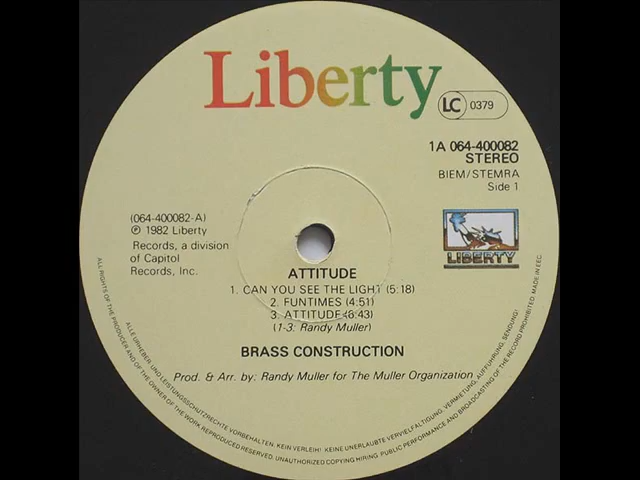 Liberty
LC 0379
1A 064-400082
STEREO
BIEM/STEMRA
Side 1
(064-400082-A)
℗ 1982 Liberty
Records, a division
of Capitol
Records, Inc.
LIBERTY
ATTITUDE
1. CAN YOU SEE THE LIGHT (5:18)
2. FUNTIMES (4:51)
3. ATTITUDE (6:43)
(1-3: Randy Muller)
BRASS CONSTRUCTION
Prod. & Arr. by: Randy Muller for The Muller Organization
ALLE URHEBER- UND LEISTUNGSSCHUTZRECHTE VORBEHALTEN. KEIN VERLEIH! KEINE UNERLAUBTE VERVIELFALTIGUNG, VERMIETUNG, AUFFUHRUNG, SENDUNG!
ALL RIGHTS OF THE PRODUCER AND OF THE OWNER OF THE WORK REPRODUCED RESERVED. UNAUTHORIZED COPYING HIRING. PUBLIC PERFORMANCE AND BROADCASTING OF THE RECORD PROHIBITED. MADE IN EEC.